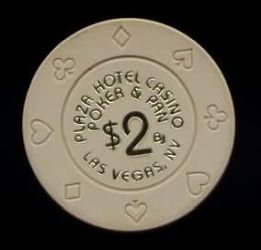 PLAZA HOTEL CASINO
POKER & PAN
$2
LAS VEGAS, NV